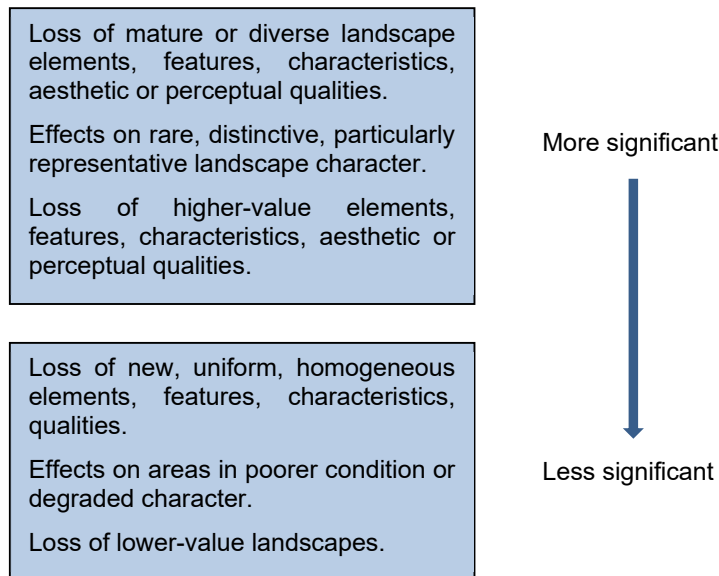 Loss of mature or diverse landscape
elements, features, characteristics,
aesthetic or perceptual qualities.
Effects on rare, distinctive, particularly
representative landscape character.
Loss of higher-value elements,
features, characteristics, aesthetic or
perceptual qualities.
More significant
Loss of new, uniform, homogeneous
elements, features, characteristics,
qualities.
Effects on areas in poorer condition or
degraded character.
Loss of lower-value landscapes.
Less significant